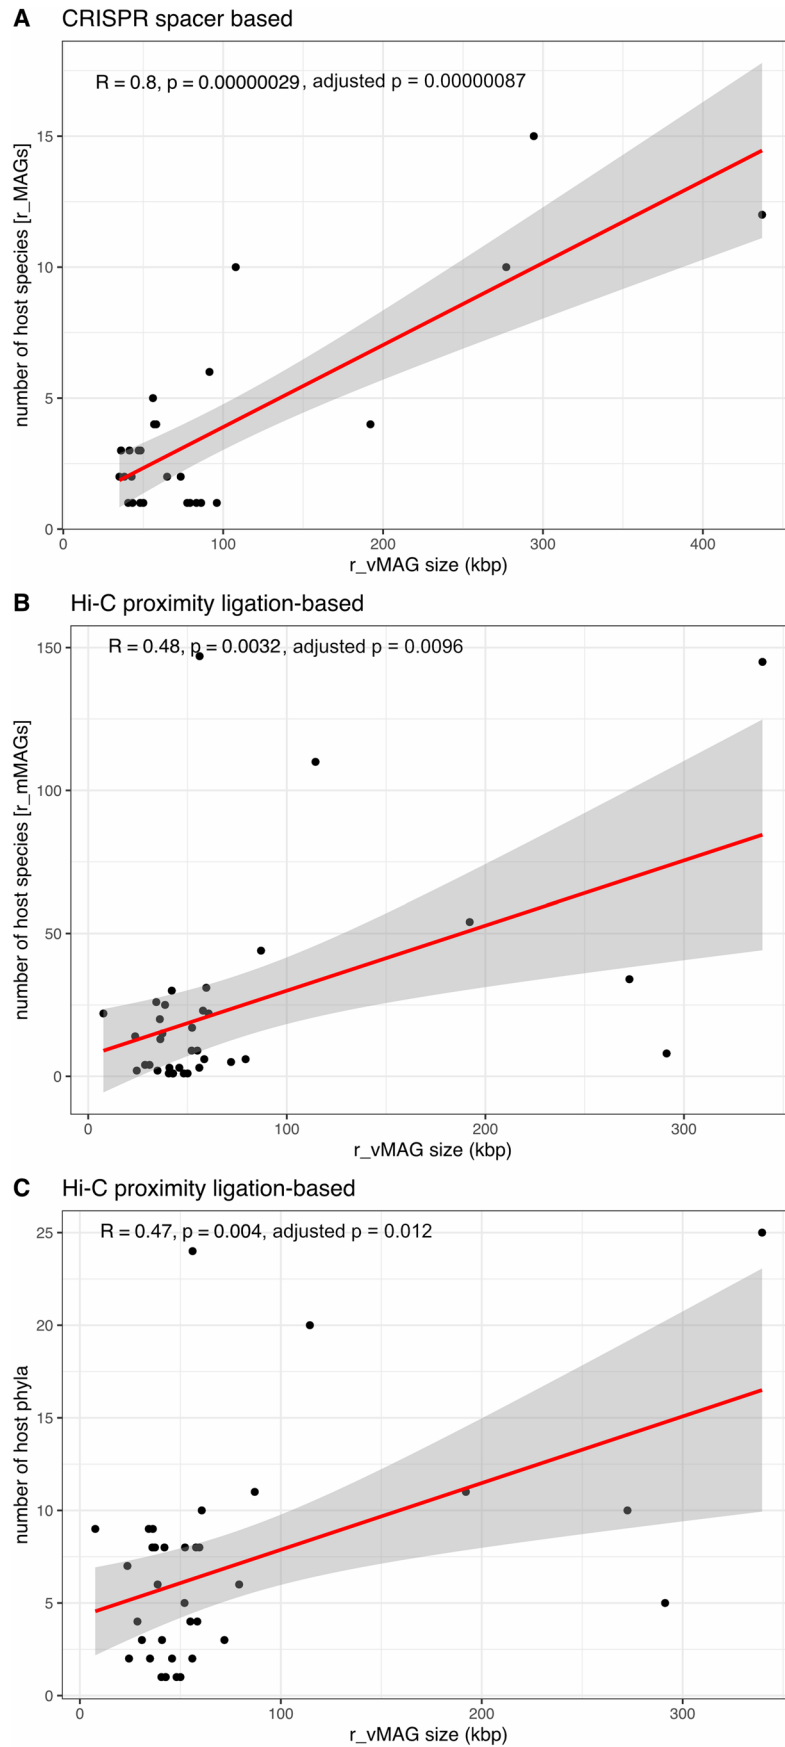 A CRISPR spacer based
R = 0.8, p = 0.00000029, adjusted p = 0.00000087
number of host species [r_MAGs]
15
10
5
0
0 100 200 300 400
r_vMAG size (kbp)
B Hi-C proximity ligation-based
R = 0.48, p = 0.0032, adjusted p = 0.0096
number of host species [r_mMAGs]
150
100
50
0
0 100 200 300
r_vMAG size (kbp)
C Hi-C proximity ligation-based
R = 0.47, p = 0.004, adjusted p = 0.012
number of host phyla
25
20
15
10
5
0
0 100 200 300
r_vMAG size (kbp)